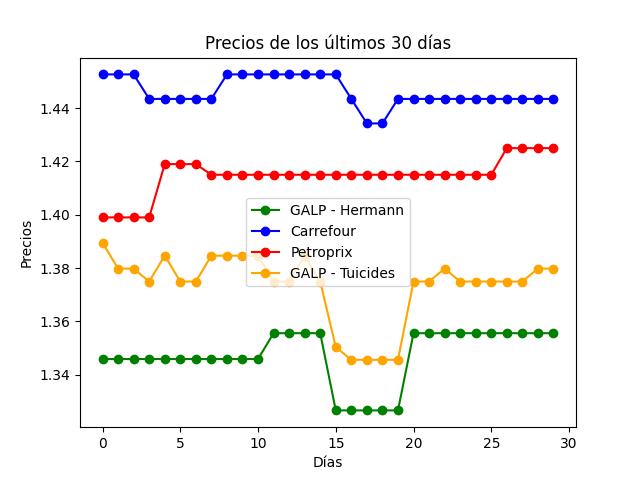 Precios de los últimos 30 días
1.44
1.42
1.40
1.38
1.36
1.34
Precios
GALP - Hermann
Carrefour
Petroprix
GALP - Tuicides
0 5 10 15 20 25 30
Días